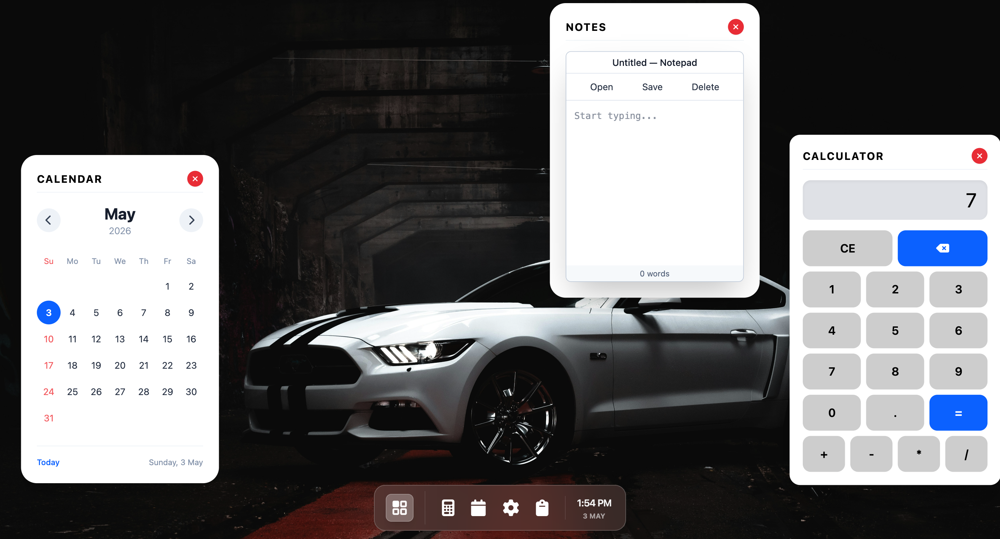 NOTES
Untitled — Notepad
Open Save Delete
Start typing...
0 words
CALENDAR
May
2026
Su Mo Tu We Th Fr Sa
1 2
3 4 5 6 7 8 9
10 11 12 13 14 15 16
17 18 19 20 21 22 23
24 25 26 27 28 29 30
31
Today Sunday, 3 May
CALCULATOR
7
CE
1 2 3
4 5 6
7 8 9
0 . =
+ - * /
5.0
1:54 PM
3 MAY